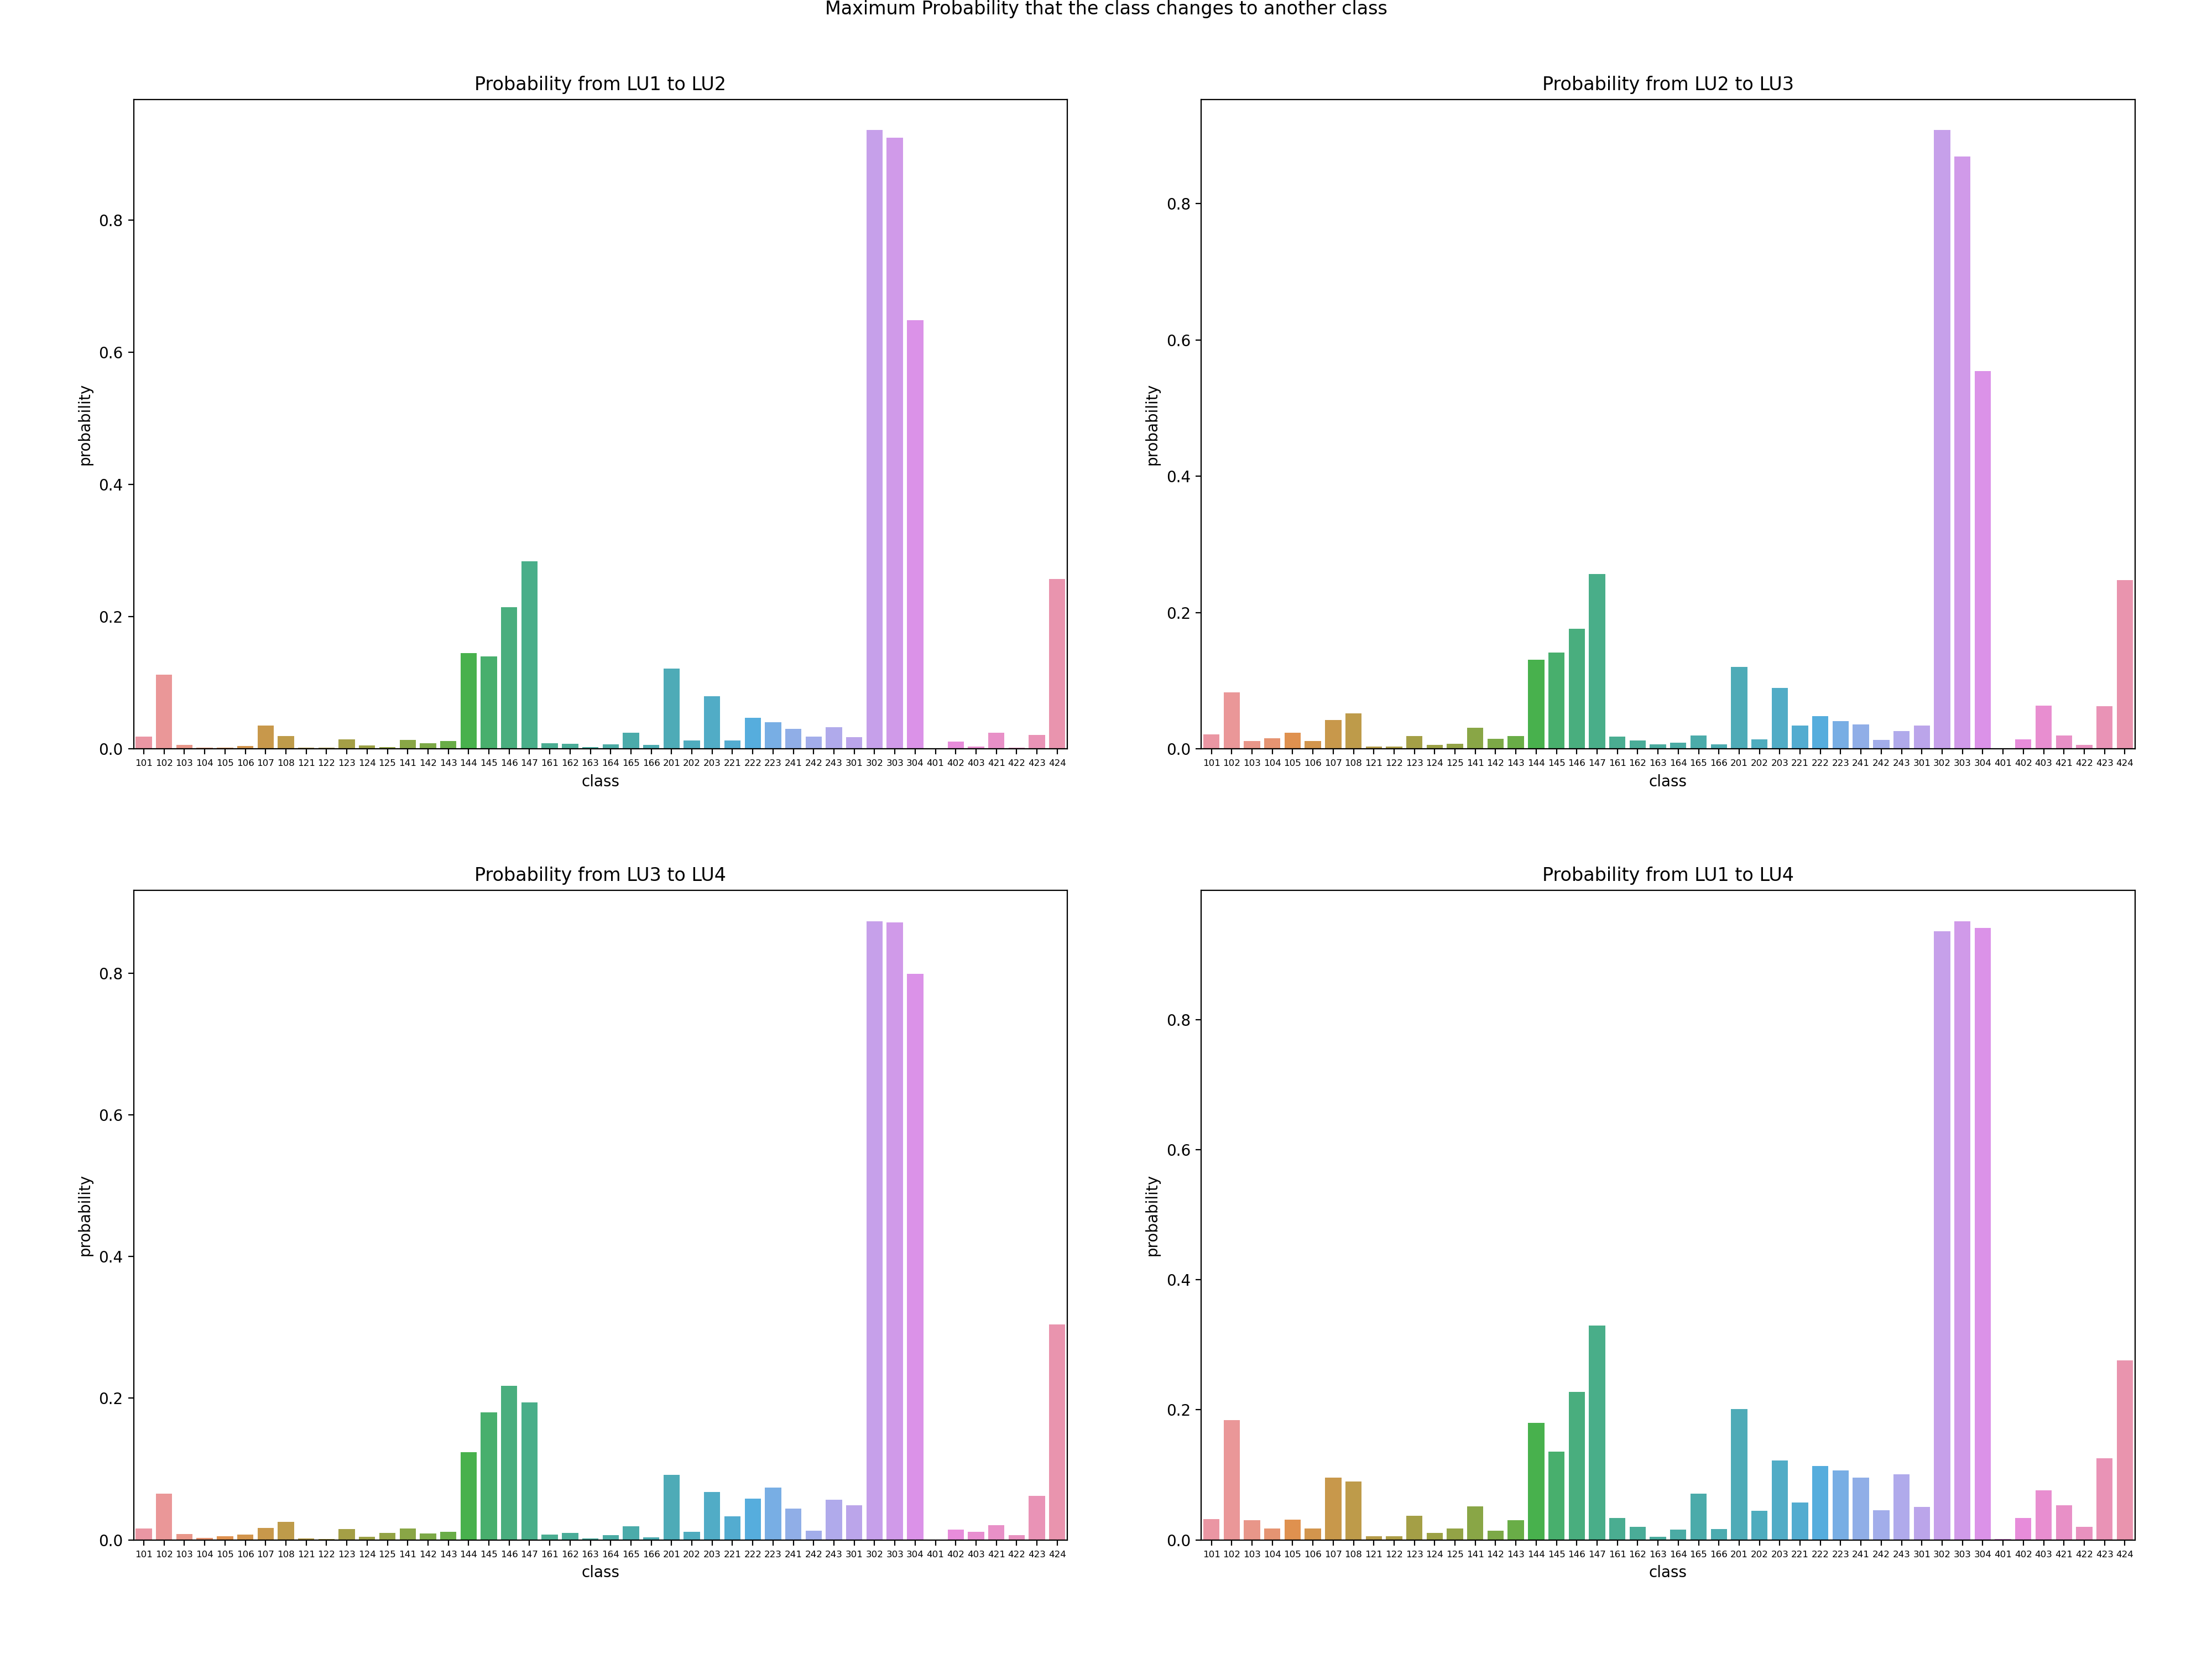 Maximum Probability that the class changes to another class
Probability from LU1 to LU2
probability
0.8
0.6
0.4
0.2
0.0
101 102 103 104 105 106 107 108 121 122 123 124 125 141 142 143 144 145 146 147 161 162 163 164 165 166 201 202 203 221 222 223 241 242 243 301 302 303 304 401 402 403 421 422 423 424
class
Probability from LU2 to LU3
probability
0.8
0.6
0.4
0.2
0.0
101 102 103 104 105 106 107 108 121 122 123 124 125 141 142 143 144 145 146 147 161 162 163 164 165 166 201 202 203 221 222 223 241 242 243 301 302 303 304 401 402 403 421 422 423 424
class
Probability from LU3 to LU4
probability
0.8
0.6
0.4
0.2
0.0
101 102 103 104 105 106 107 108 121 122 123 124 125 141 142 143 144 145 146 147 161 162 163 164 165 166 201 202 203 221 222 223 241 242 243 301 302 303 304 401 402 403 421 422 423 424
class
Probability from LU1 to LU4
probability
0.8
0.6
0.4
0.2
0.0
101 102 103 104 105 106 107 108 121 122 123 124 125 141 142 143 144 145 146 147 161 162 163 164 165 166 201 202 203 221 222 223 241 242 243 301 302 303 304 401 402 403 421 422 423 424
class